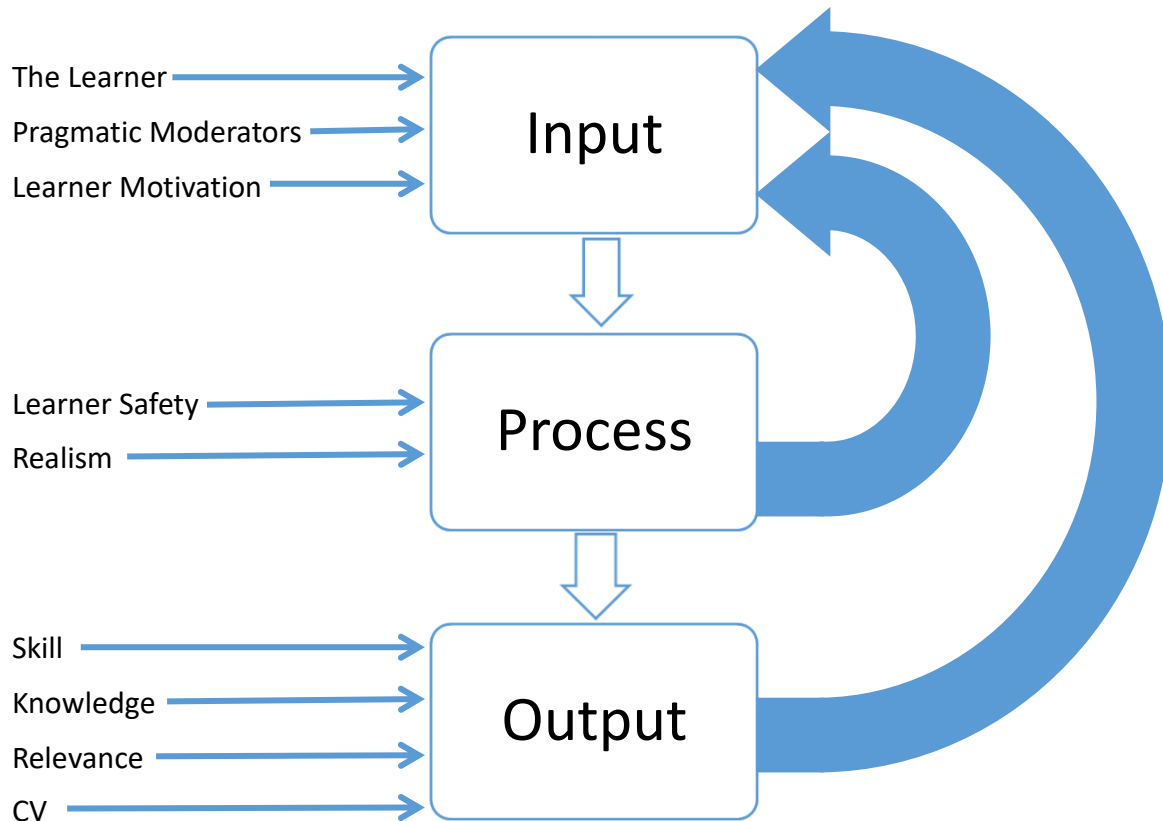 The Learner
Pragmatic Moderators
Learner Motivation
Input
Learner Safety
Realism
Process
Skill
Knowledge
Relevance
CV
Output